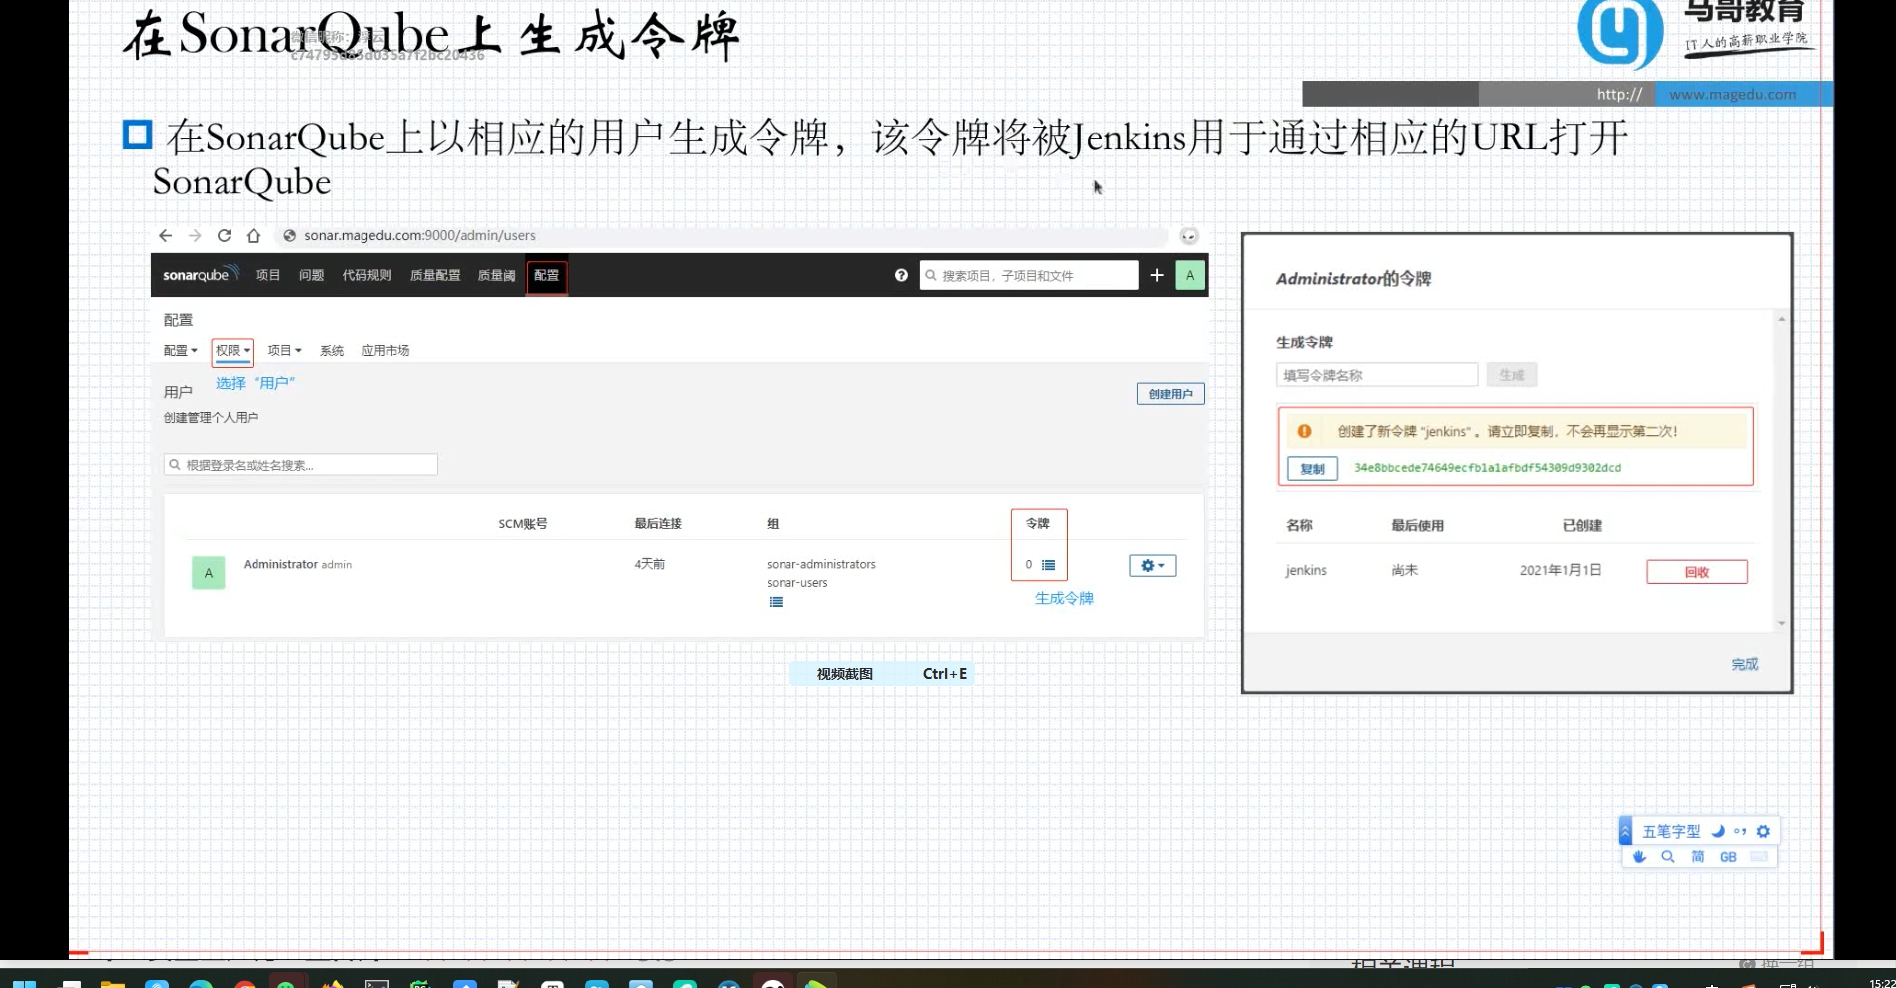 在SonarQube上生成令牌
c74795da5d035a7f2bc20436
马哥教育
IT人的高薪职业学院
http:// www.magedu.com
在SonarQube上以相应的用户生成令牌，该令牌将被Jenkins用于通过相应的URL打开
SonarQube
sonar.magedu.com:9000/admin/users
sonarqube 项目 问题 代码规则 质量配置 质量阈 配置 搜索项目，子项目和文件 A
配置
配置 权限 项目 系统 应用市场
选择 “用户”
用户 创建用户
创建管理个人用户
根据登录名或姓名搜索...
SCM账号 最后连接 组 令牌
A Administrator admin 4天前 sonar-administrators 0
sonar-users
生成令牌
Administrator的令牌
生成令牌
填写令牌名称 生成
创建了新令牌 “jenkins” 。请立即复制，不会再显示第二次！
复制 34e8bbcede74649ecfb1a1afbdf54309d9302dcd
名称 最后使用 已创建
jenkins 尚未 2021年1月1日 回收
完成
视频截图 Ctrl+E
五笔字型
简 GB
15:22